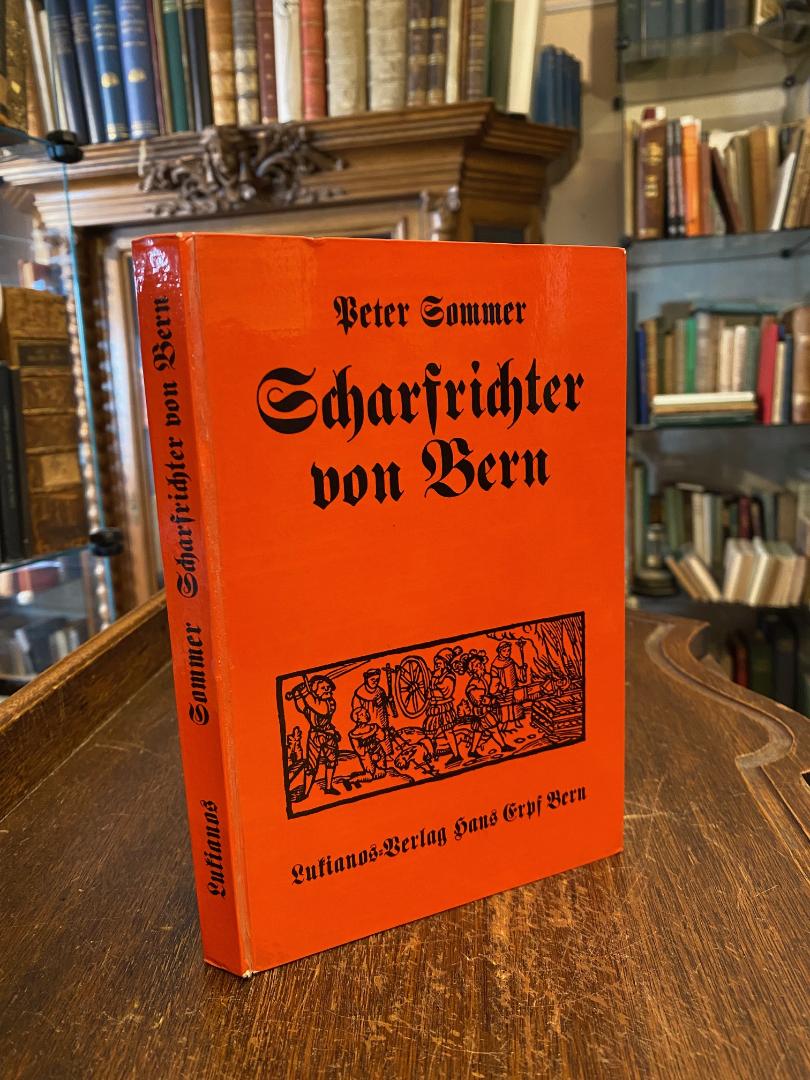 Peter Sommer
Scharfrichter
von Bern
Lukianos-Verlag Hans Erpf Bern
Lukianos Sommer Scharfrichter von Bern